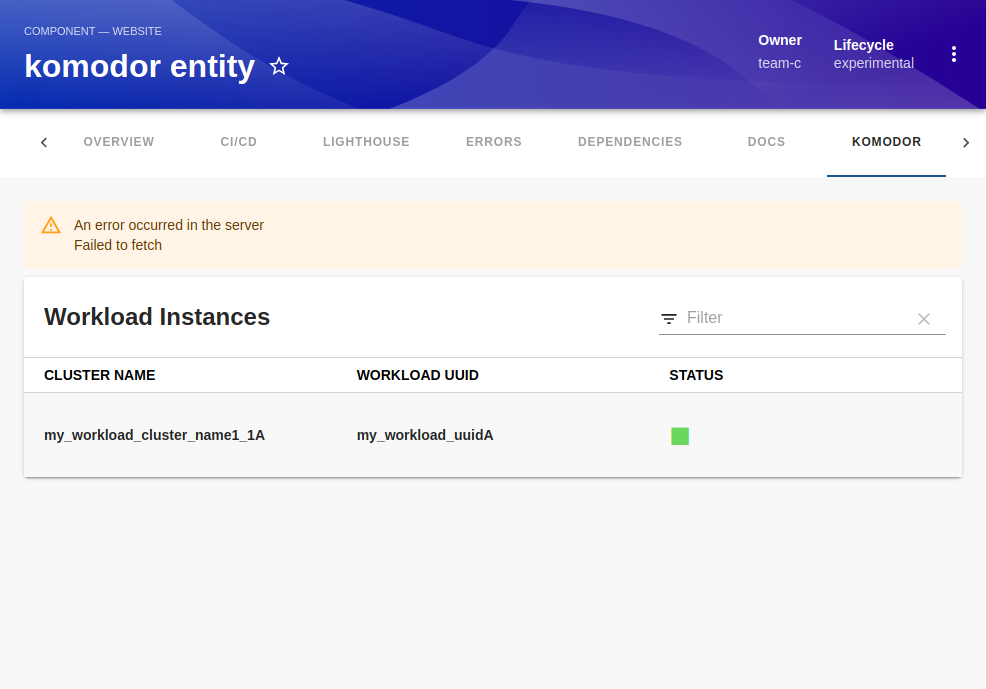 COMPONENT — WEBSITE
komodor entity
Owner
team-c
Lifecycle
experimental
OVERVIEW CI/CD LIGHTHOUSE ERRORS DEPENDENCIES DOCS KOMODOR
An error occurred in the server
Failed to fetch
Workload Instances
Filter
CLUSTER NAME WORKLOAD UUID STATUS
my_workload_cluster_name1_1A my_workload_uuidA